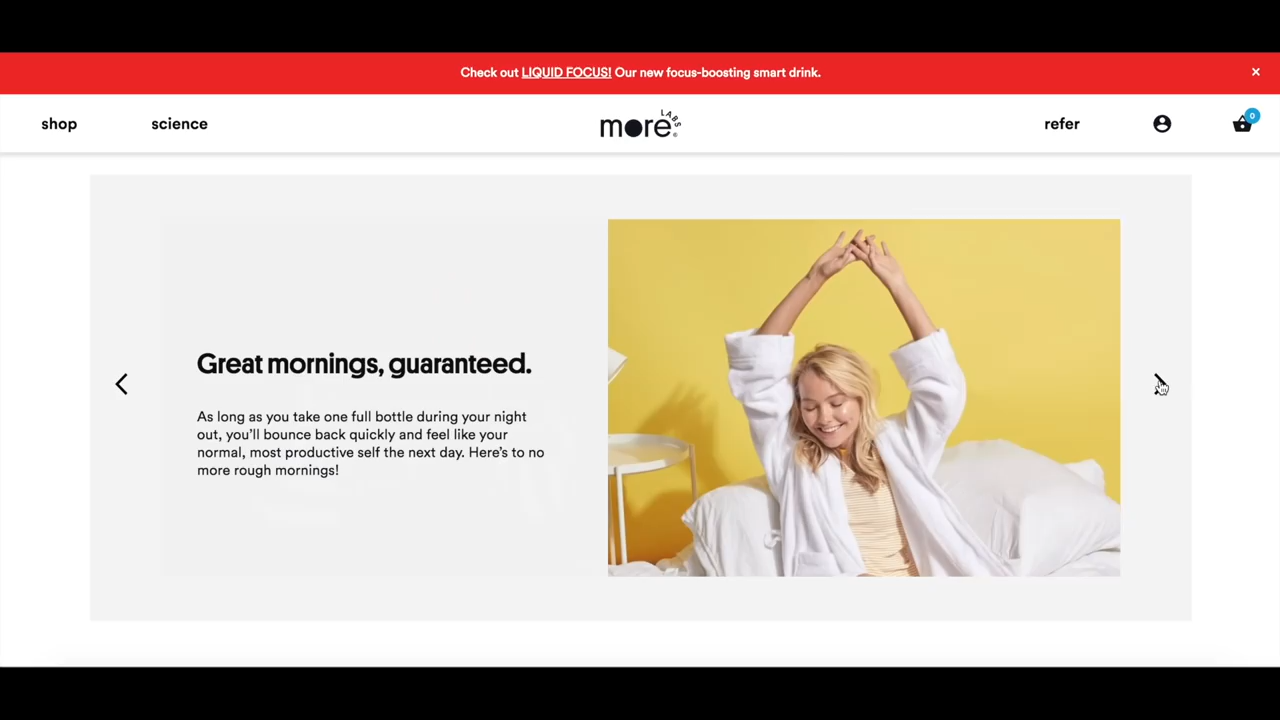 Check out LIQUID FOCUS! Our new focus-boosting smart drink.
shop science more LABS refer 0
Great mornings, guaranteed.
As long as you take one full bottle during your night
out, you'll bounce back quickly and feel like your
normal, most productive self the next day. Here's to no
more rough mornings!